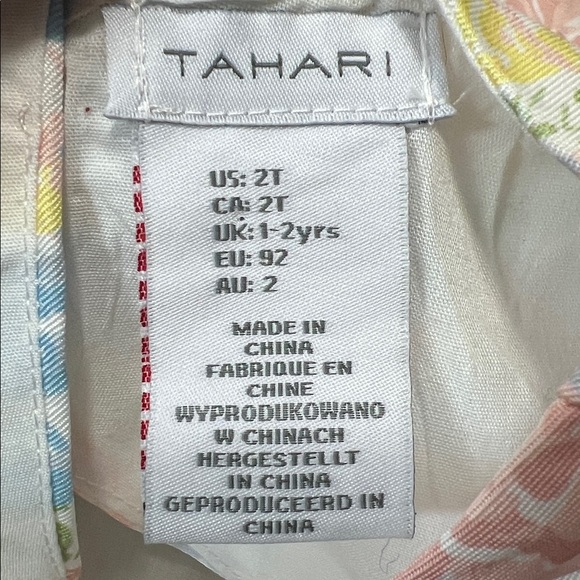 TAHARI
US: 2T
CA: 2T
UK: 1-2yrs
EU: 92
AU: 2
MADE IN
CHINA
FABRIQUE EN
CHINE
WYPRODUKOWANO
W CHINACH
HERGESTELLT
IN CHINA
GEPRODUCEERD IN
CHINA